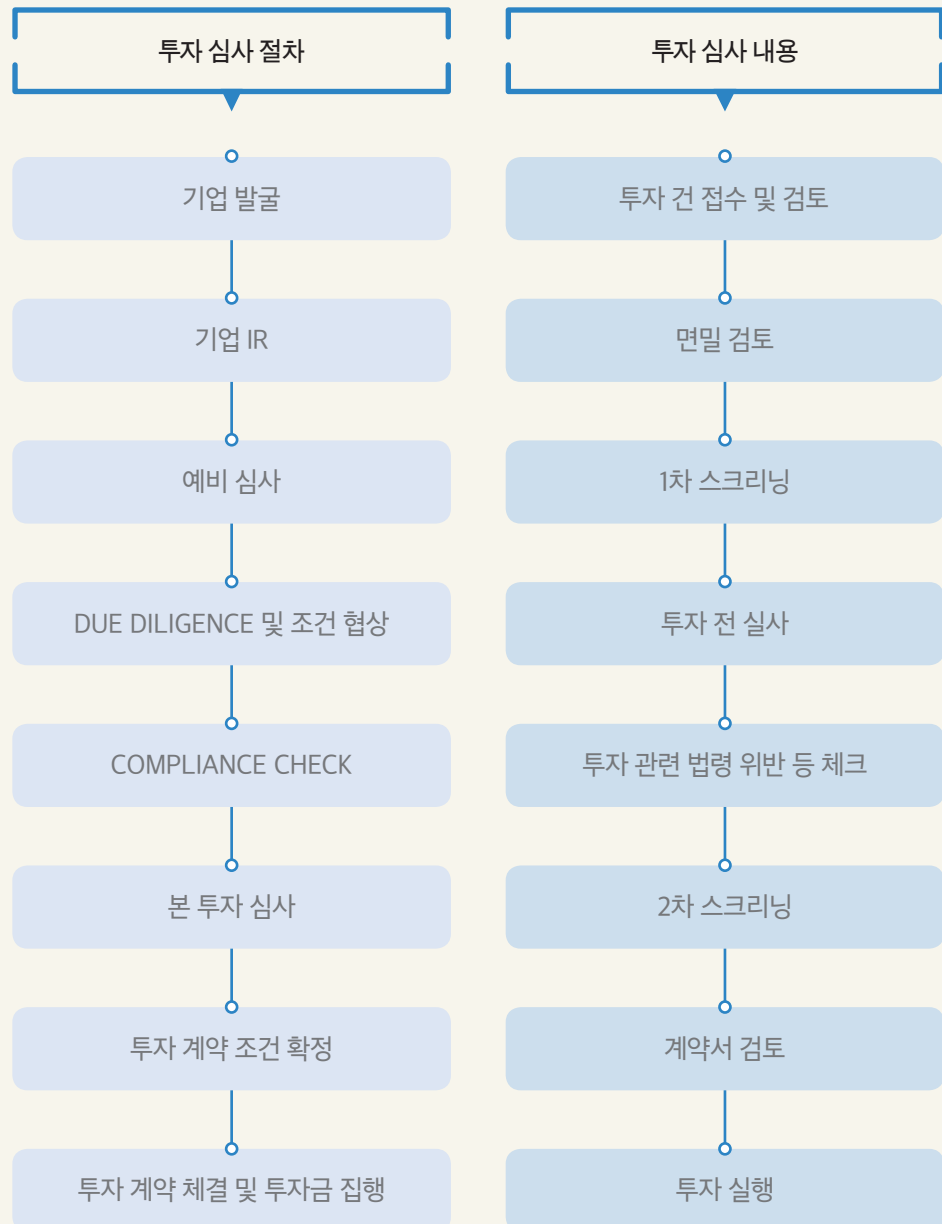 투자 심사 절차
투자 심사 내용
기업 발굴
투자 건 접수 및 검토
기업 IR
면밀 검토
예비 심사
1차 스크리닝
DUE DILIGENCE 및 조건 협상
투자 전 실사
COMPLIANCE CHECK
투자 관련 법령 위반 등 체크
본 투자 심사
2차 스크리닝
투자 계약 조건 확정
계약서 검토
투자 계약 체결 및 투자금 집행
투자 실행